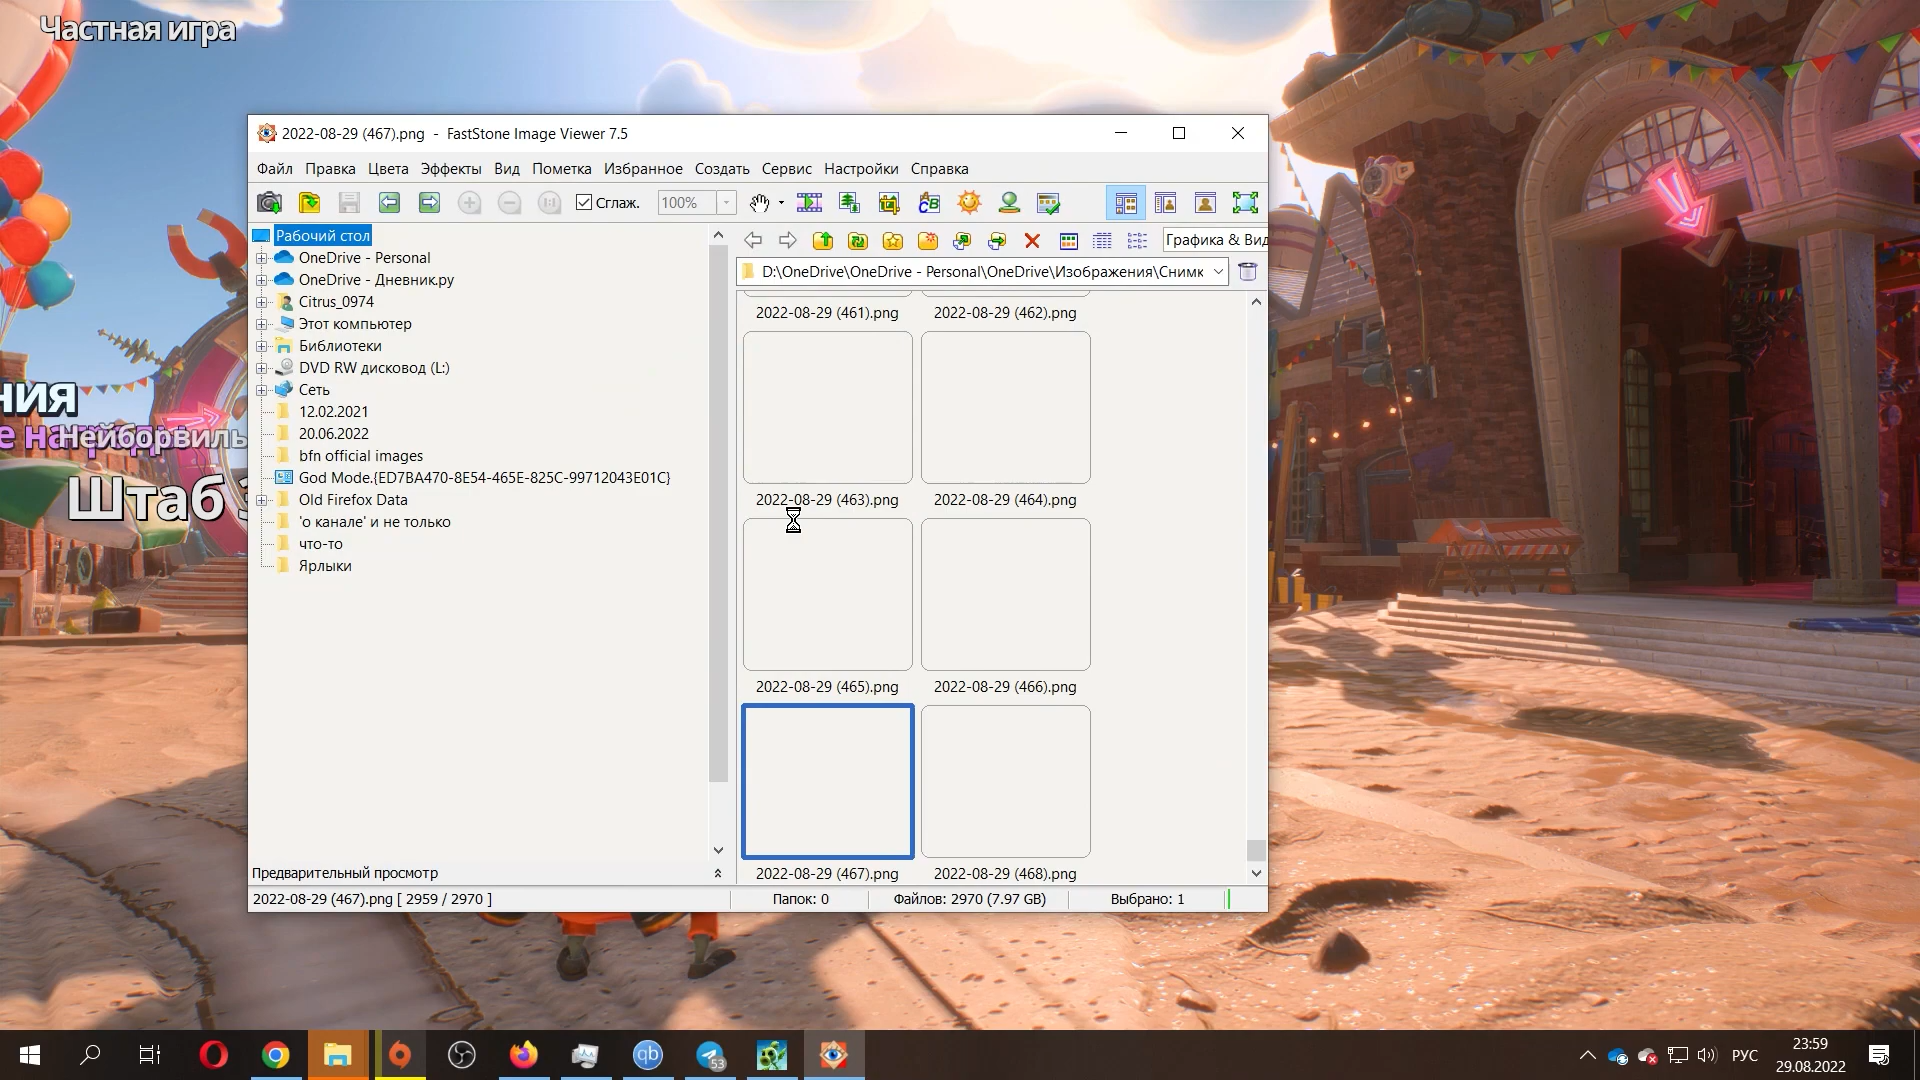 Частная игра
ния
е на
Нейборвиль
Штаб
2022-08-29 (467).png - FastStone Image Viewer 7.5
Файл Правка Цвета Эффекты Вид Пометка Избранное Создать Сервис Настройки Справка
Сглаж. 100%
Графика & Вид
D:\OneDrive\OneDrive - Personal\OneDrive\Изображения\Снимк
Рабочий стол
OneDrive - Personal
OneDrive - Дневник.ру
Citrus_0974
Этот компьютер
Библиотеки
DVD RW дисковод (L:)
Сеть
12.02.2021
20.06.2022
bfn official images
God Mode.{ED7BA470-8E54-465E-825C-99712043E01C}
Old Firefox Data
'о канале' и не только
что-то
Ярлыки
2022-08-29 (461).png 2022-08-29 (462).png
2022-08-29 (463).png 2022-08-29 (464).png
2022-08-29 (465).png 2022-08-29 (466).png
2022-08-29 (467).png 2022-08-29 (468).png
Предварительный просмотр
2022-08-29 (467).png [ 2959 / 2970 ] Папок: 0 Файлов: 2970 (7.97 GB) Выбрано: 1
qb
53
РУС
23:59
29.08.2022